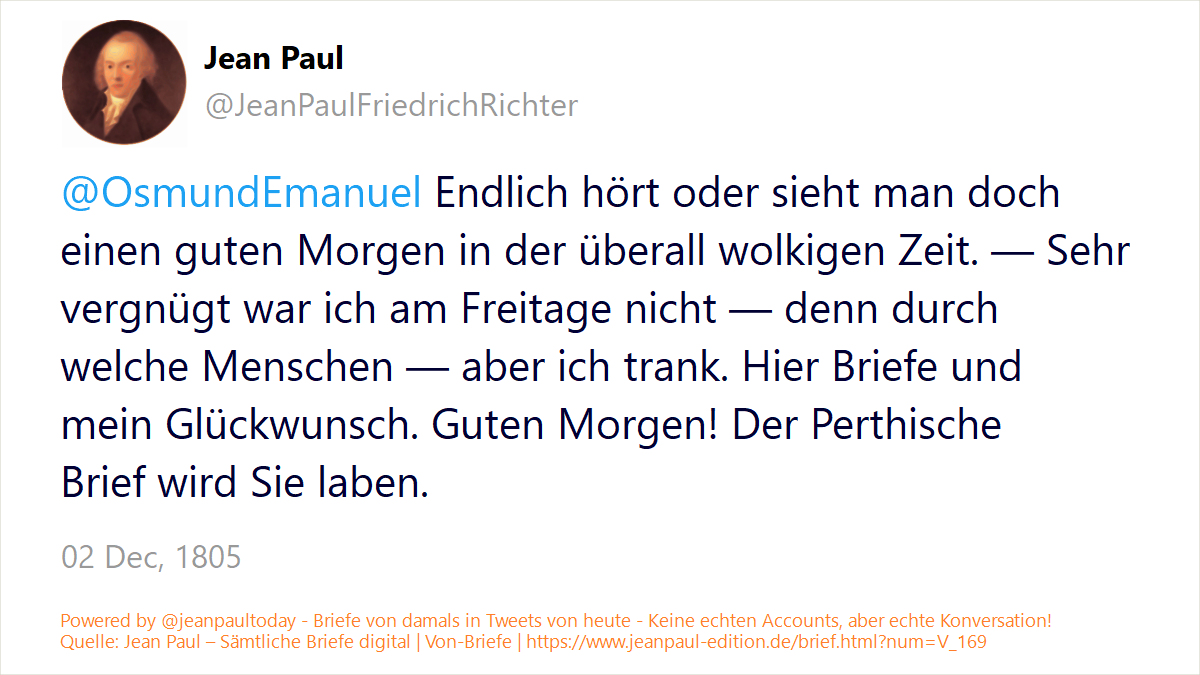 Jean Paul
@JeanPaulFriedrichRichter
@OsmundEmanuel Endlich hört oder sieht man doch
einen guten Morgen in der überall wolkigen Zeit. — Sehr
vergnügt war ich am Freitage nicht — denn durch
welche Menschen — aber ich trank. Hier Briefe und
mein Glückwunsch. Guten Morgen! Der Perthische
Brief wird Sie laben.
02 Dec, 1805
Powered by @jeanpaultoday - Briefe von damals in Tweets von heute - Keine echten Accounts, aber echte Konversation!
Quelle: Jean Paul – Sämtliche Briefe digital | Von-Briefe | https://www.jeanpaul-edition.de/brief.html?num=V_169